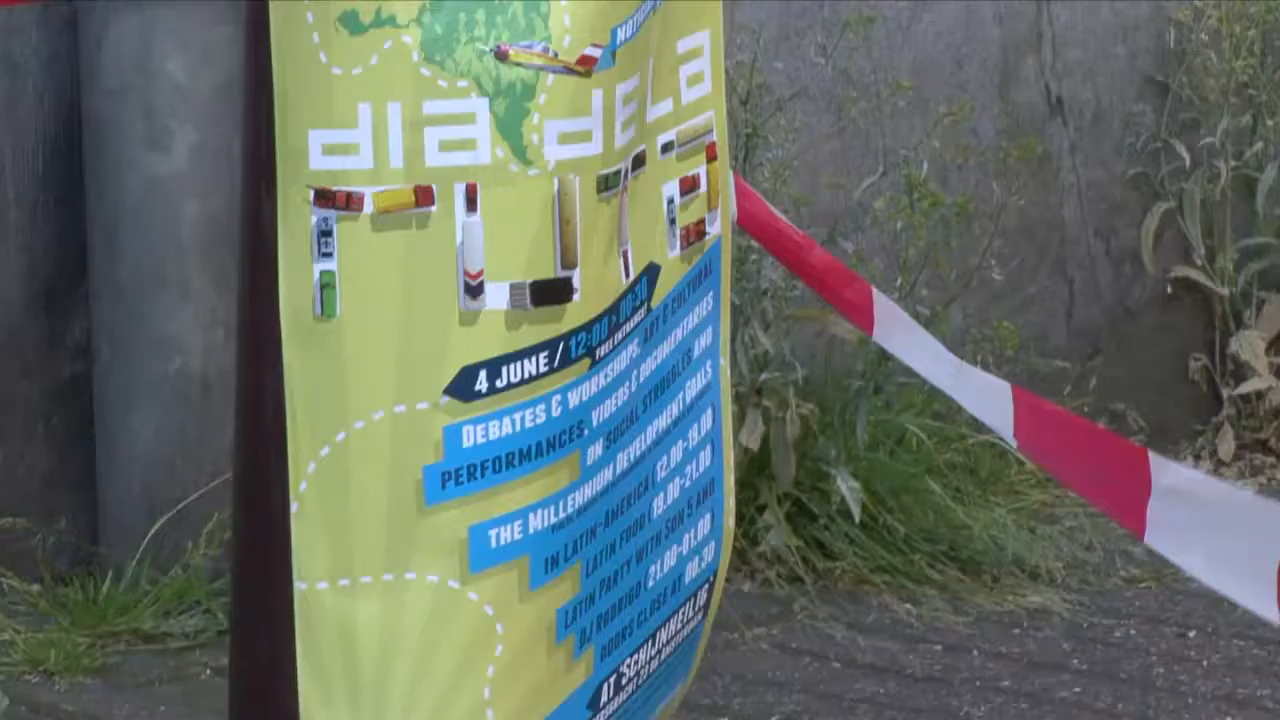 DIA DE LA
4 JUNE / 12:00 > 00:30
FREE ENTRANCE!
DEBATES & WORKSHOPS, ART & CULTURAL
PERFORMANCES, VIDEOS & DOCUMENTARIES
ON SOCIAL STRUGGLES AND
THE MILLENNIUM DEVELOPMENT GOALS
IN LATIN-AMERICA (12.00-19.00)
LATIN FOOD (19.00-21.00)
LATIN PARTY WITH SON 5 AND
DJ RODRIGO (21.00-01.00)
DOORS CLOSE AT 00.30
AT 'SCHIJNHEILIG'